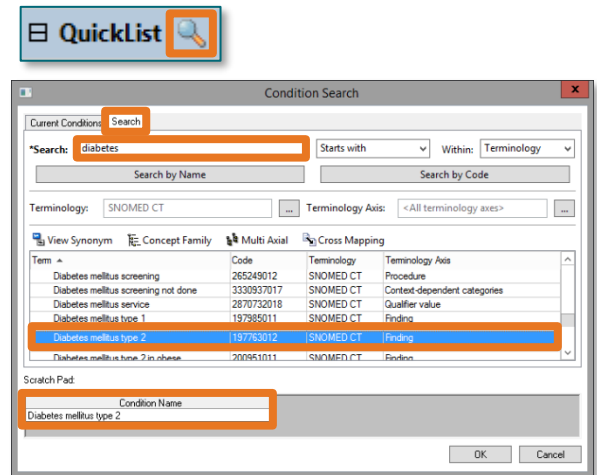 QuickList
Condition Search
x
Current Conditions Search
*Search: diabetes Starts with Within: Terminology
Search by Name Search by Code
Terminology: SNOMED CT ... Terminology Axis: <All terminology axes> ...
View Synonym Concept Family Multi Axial Cross Mapping
Term Code Terminology Terminology Axis
Diabetes mellitus screening 265249012 SNOMED CT Procedure
Diabetes mellitus screening not done 3330937017 SNOMED CT Context-dependent categories
Diabetes mellitus service 2870732018 SNOMED CT Qualifier value
Diabetes mellitus type 1 197985011 SNOMED CT Finding
Diabetes mellitus type 2 197763012 SNOMED CT Finding
Diabetes mellitus type 2 in obese 200951011 SNOMED CT Finding
Scratch Pad:
Condition Name
Diabetes mellitus type 2
OK Cancel